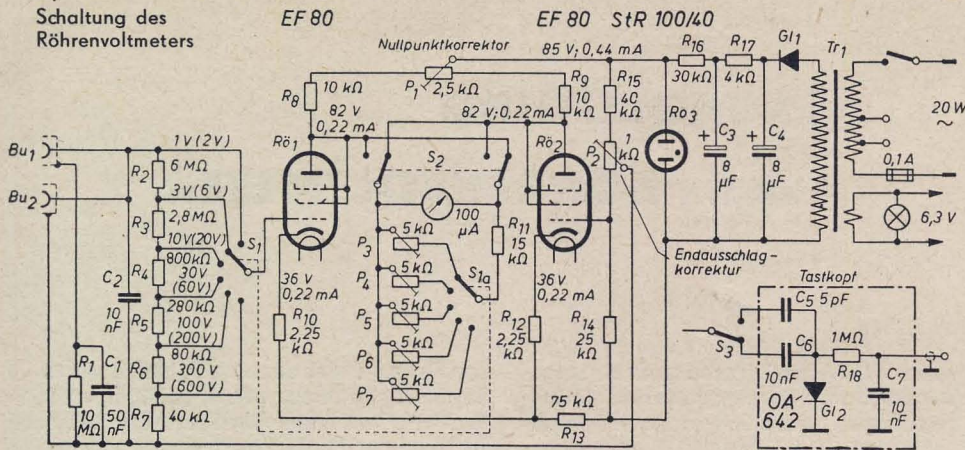 Schaltung des
Röhrenvoltmeters
EF 80
EF 80 StR 100/40
Nullpunktkorrektor
85 V; 0,44 mA
R16
30 kΩ
R17
4 kΩ
Gl1
Tr1
R8
10 kΩ
P1
2,5 kΩ
R9
10
kΩ
R15
40
kΩ
82 V
0,22 mA
82 V; 0,22 mA
Rö1
S2
Rö2
P2
1
kΩ
Rö3
+
C3
8
µF
+
C4
8
µF
20 W
~
0,1 A
6,3 V
Bu1
Bu2
1 V (2 V)
R2
6 MΩ
3 V (6 V)
R3
2,8 MΩ
10 V (20 V)
S1
R4
800 kΩ
30 V
(60 V)
R5
280 kΩ
100 V
(200 V)
R6
80 kΩ
300 V
(600 V)
R7
40 kΩ
C2
10
nF
R1
10
MΩ
C1
50
nF
36 V
0,22 mA
R10
2,25
kΩ
100
µA
R11
15
kΩ
P3
5 kΩ
P4
5 kΩ
P5
5 kΩ
P6
5 kΩ
P7
5 kΩ
S1a
36 V
0,22 mA
R12
2,25
kΩ
R14
25
kΩ
75 kΩ
R13
Endausschlag-
korrektur
Tastkopf
C5 5 pF
S3
C6
10 nF
1 MΩ
R18
C7
10
nF
OA
642
Gl2